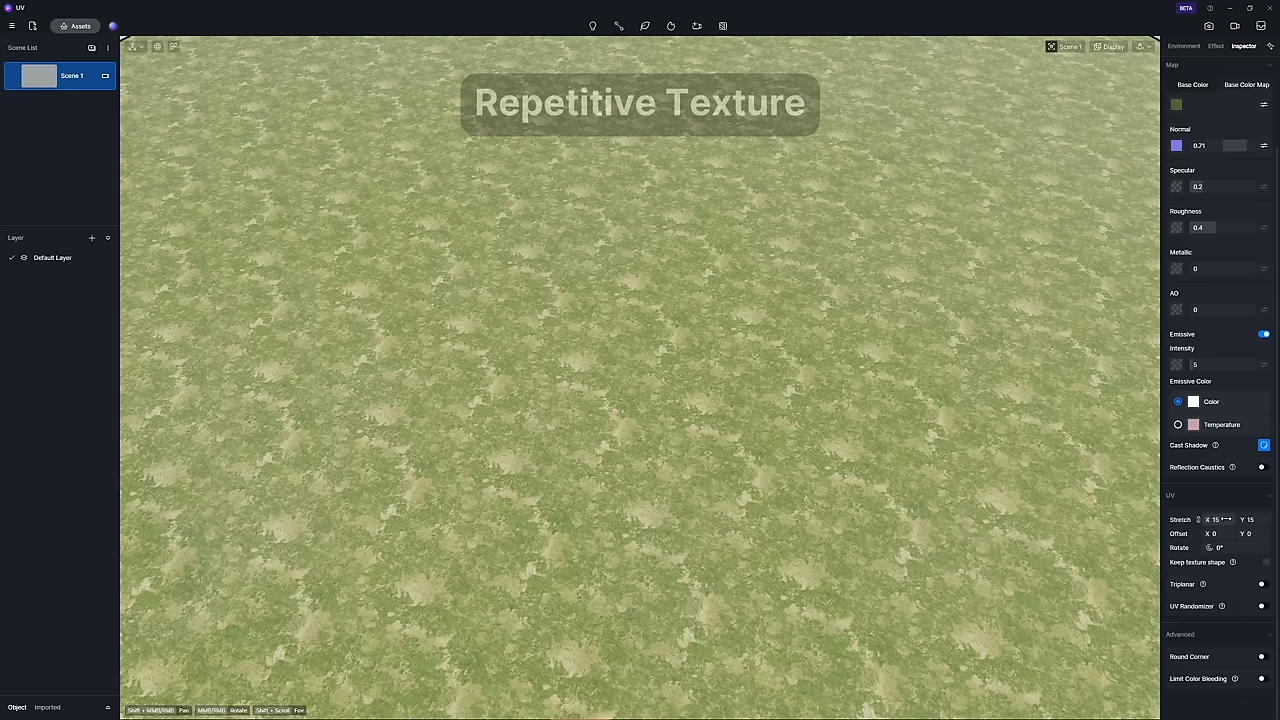 UV
BETA
Assets
Scene List
Scene 1
Layer
Default Layer
Object
Imported
Scene 1
Display
Repetitive Texture
Shift + MMB/RMB
Pan
MMB/RMB
Rotate
Shift + Scroll
Fov
Environment
Effect
Inspector
Map
Base Color
Base Color Map
Normal
0.71
Specular
0.2
Roughness
0.4
Metallic
0
AO
0
Emissive
Intensity
5
Emissive Color
Color
Temperature
Cast Shadow
Reflection Caustics
UV
Stretch X 15 Y 15
Offset X 0 Y 0
Rotate 0°
Keep texture shape
Triplanar
UV Randomizer
Advanced
Round Corner
Limit Color Bleeding